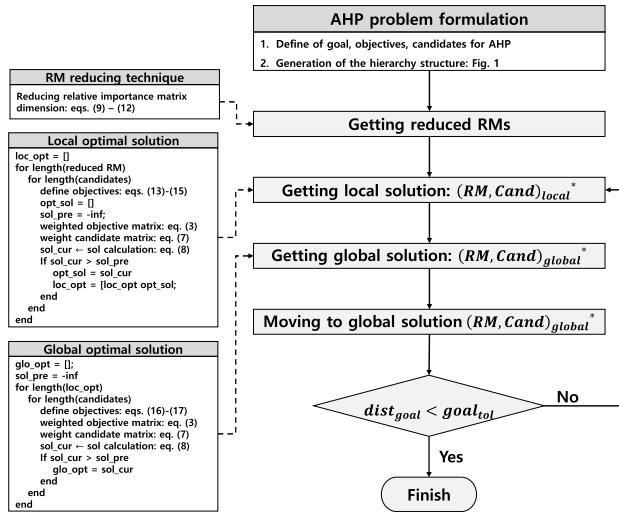 AHP problem formulation
1. Define of goal, objectives, candidates for AHP
2. Generation of the hierarchy structure: Fig. 1
RM reducing technique
Reducing relative importance matrix
dimension: eqs. (9) – (12)
Getting reduced RMs
Local optimal solution
loc_opt = []
for length(reduced RM)
for length(candidates)
define objectives: eqs. (13)-(15)
opt_sol = []
sol_pre = -inf;
weighted objective matrix: eq. (3)
weight candidate matrix: eq. (7)
sol_cur ← sol calculation: eq. (8)
If sol_cur > sol_pre
opt_sol = sol_cur
loc_opt = [loc_opt opt_sol;
end
end
end
Getting local solution: (RM, Cand)local*
Getting global solution: (RM, Cand)global*
Moving to global solution (RM, Cand)global*
Global optimal solution
glo_opt = [];
sol_pre = -inf
for length(loc_opt)
for length(candidates)
define objectives: eqs. (16)-(17)
weighted objective matrix: eq. (3)
weight candidate matrix: eq. (7)
sol_cur ← sol calculation: eq. (8)
If sol_cur > sol_pre
glo_opt = sol_cur
end
end
end
distgoal < goaltol
No
Yes
Finish